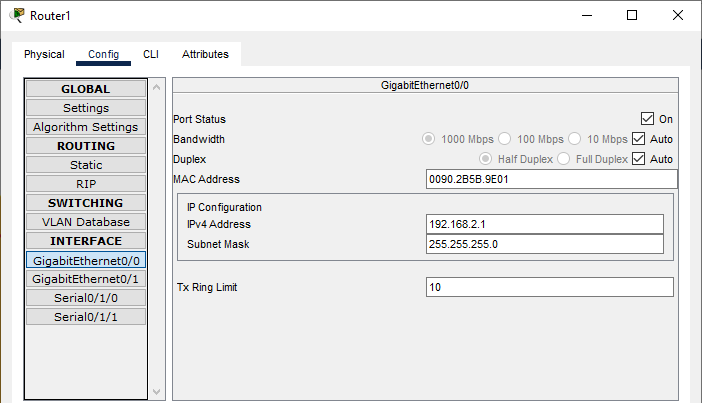 Router1
Physical Config CLI Attributes
GLOBAL
Settings
Algorithm Settings
ROUTING
Static
RIP
SWITCHING
VLAN Database
INTERFACE
GigabitEthernet0/0
GigabitEthernet0/1
Serial0/1/0
Serial0/1/1
GigabitEthernet0/0
Port Status On
Bandwidth 1000 Mbps 100 Mbps 10 Mbps Auto
Duplex Half Duplex Full Duplex Auto
MAC Address 0090.2B5B.9E01
IP Configuration
IPv4 Address 192.168.2.1
Subnet Mask 255.255.255.0
Tx Ring Limit 10